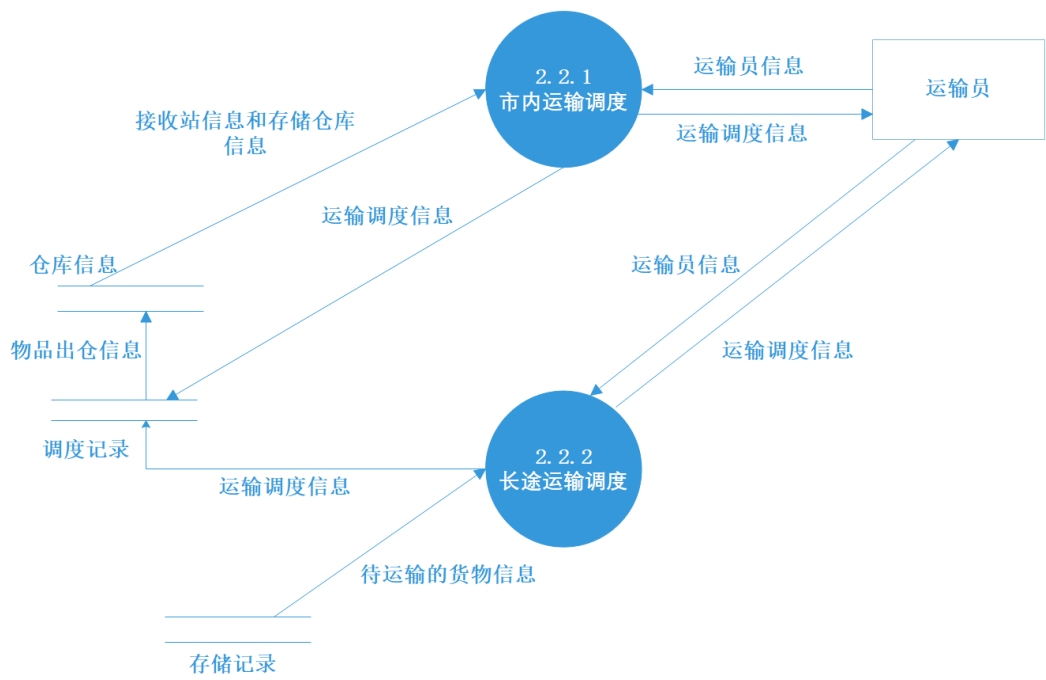 2.2.1
市内运输调度
运输员信息
运输员
运输调度信息
接收站信息和存储仓库
信息
运输调度信息
仓库信息
运输员信息
物品出仓信息
运输调度信息
调度记录
2.2.2
长途运输调度
运输调度信息
待运输的货物信息
存储记录